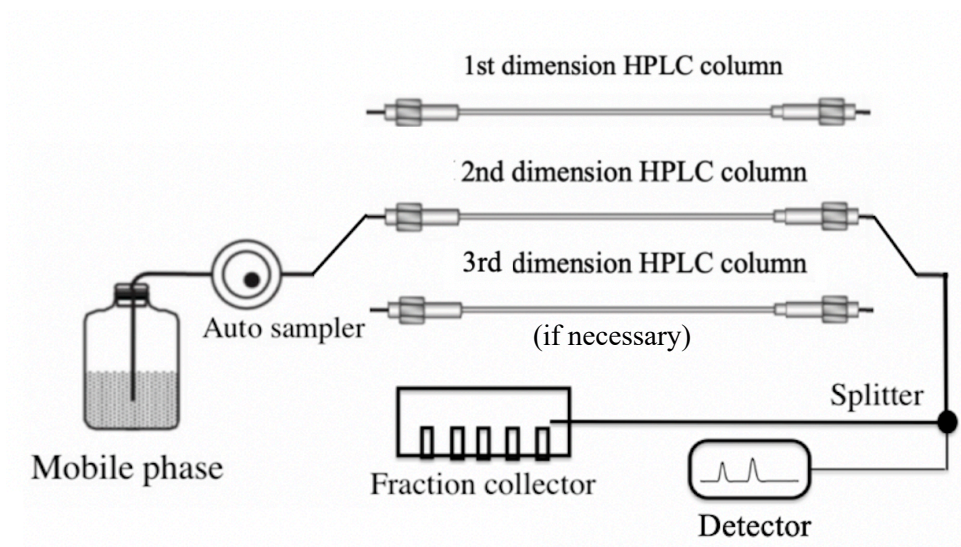 1st dimension HPLC column
2nd dimension HPLC column
3rd dimension HPLC column
Auto sampler
(if necessary)
Splitter
Mobile phase
Fraction collector
Detector